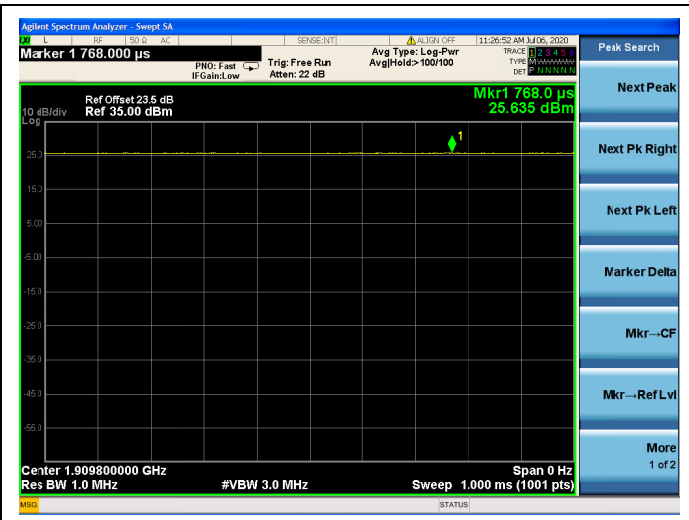 Agilent Spectrum Analyzer - Swept SA
L RF 50 Ω AC SENSE:INT ALIGN OFF 11:26:52 AM Jul 06, 2020
Marker 1 768.000 µs
PNO: Fast
IFGain:Low
Trig: Free Run
Atten: 22 dB
Avg Type: Log-Pwr
Avg|Hold:> 100/100
TRACE 1 2 3 4 5 6
TYPE M W W W W W
DET P N N N N N
Peak Search
Ref Offset 23.5 dB
10 dB/div Ref 35.00 dBm
Log
Mkr1 768.0 µs
25.635 dBm
1
25.0
15.0
5.00
-5.00
-15.0
-25.0
-35.0
-45.0
-55.0
Center 1.909800000 GHz Span 0 Hz
Res BW 1.0 MHz #VBW 3.0 MHz Sweep 1.000 ms (1001 pts)
Next Peak
Next Pk Right
Next Pk Left
Marker Delta
Mkr→CF
Mkr→Ref Lvl
More
1 of 2
MSG STATUS